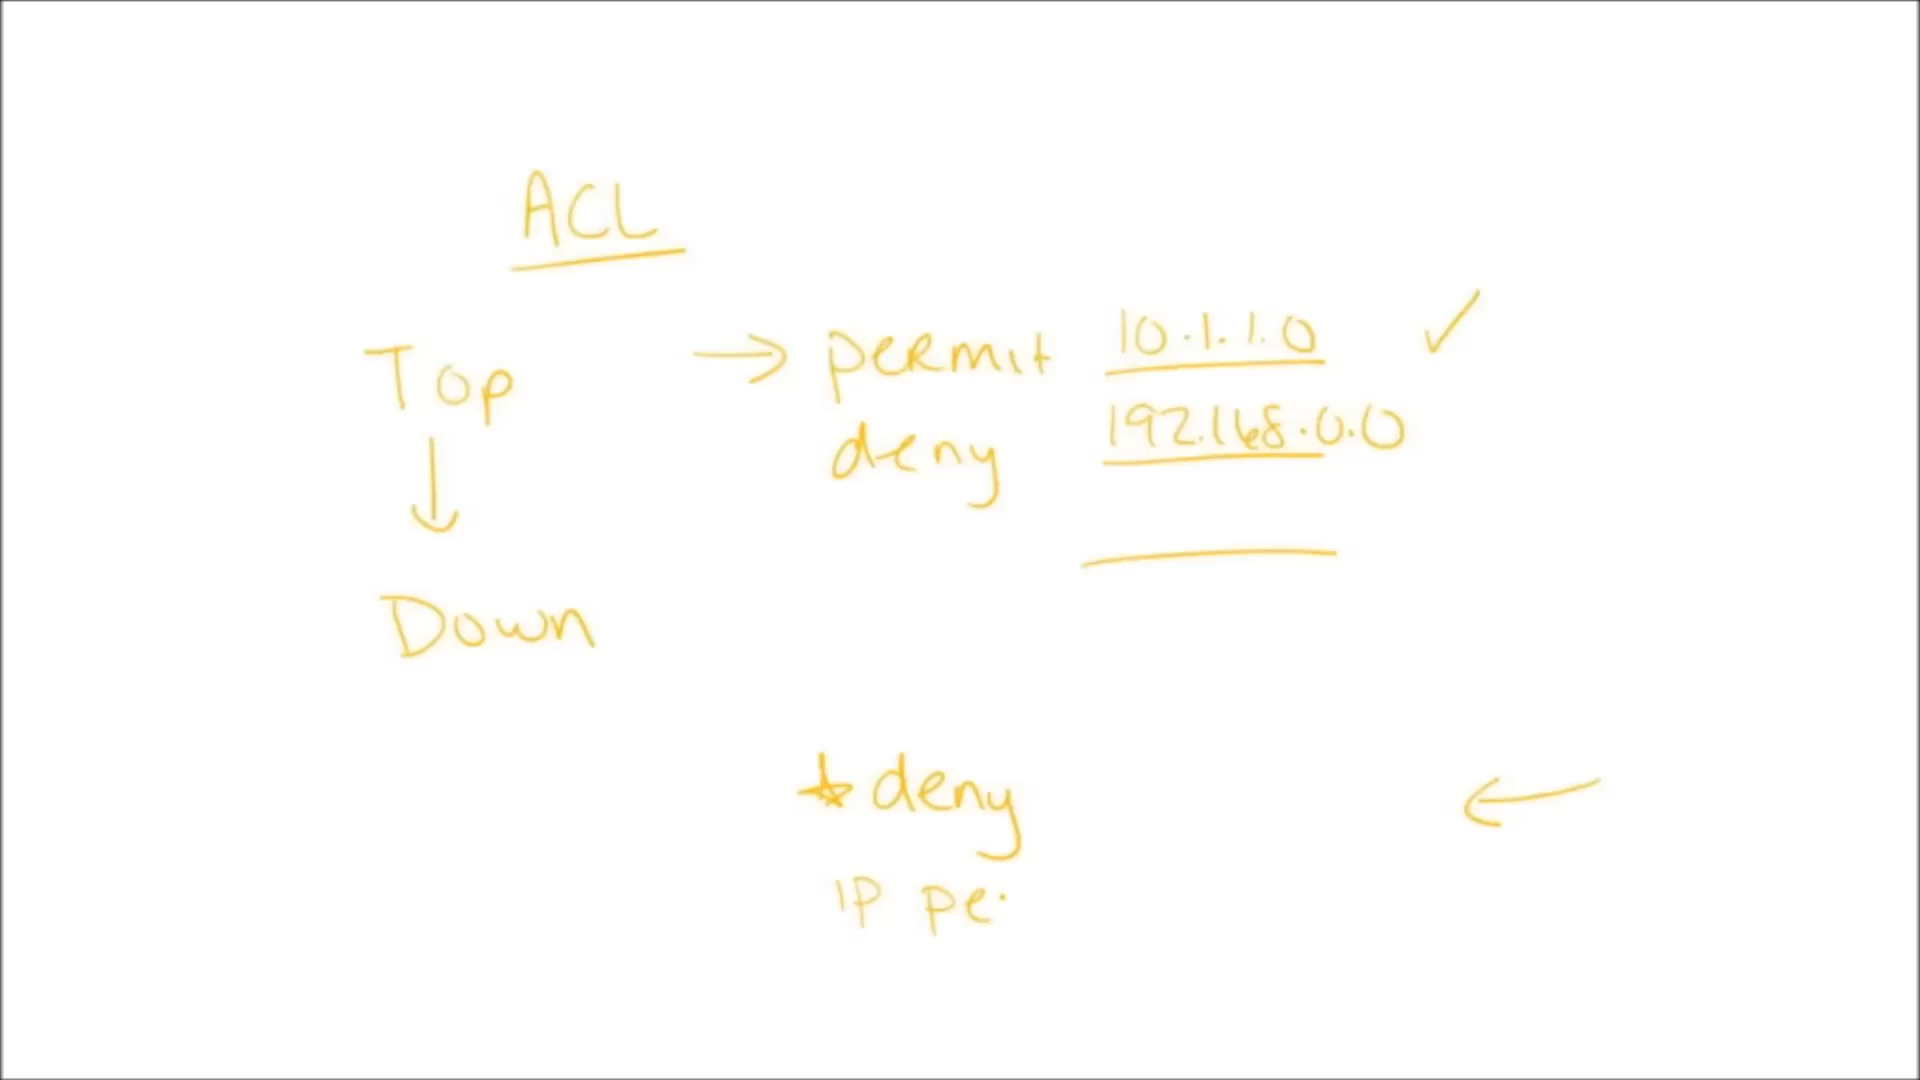 ACL
Top
Down
permit 10.1.1.0
deny 192.168.0.0
deny
IP pe